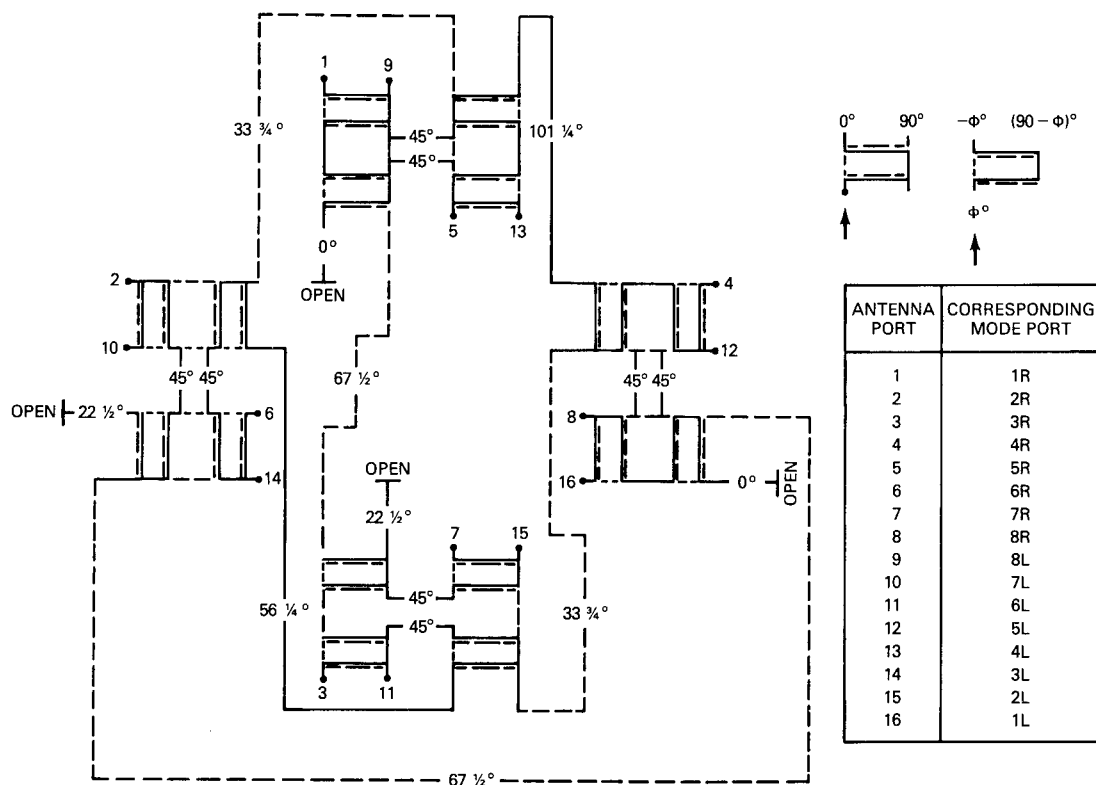 1 9
33 ¾° 45° 101 ¼°
45°
5 13
0°
OPEN
2 4
10 12
67 ½°
45° 45° 45° 45°
OPEN 22 ½° 6 8
14 OPEN 16 0° OPEN
22 ½°
7 15
56 ¼° 45° 33 ¾°
45°
3 11
67 ½°
0° 90° -Φ° (90 - Φ)°
Φ°
ANTENNA PORT CORRESPONDING MODE PORT
1 1R
2 2R
3 3R
4 4R
5 5R
6 6R
7 7R
8 8R
9 8L
10 7L
11 6L
12 5L
13 4L
14 3L
15 2L
16 1L